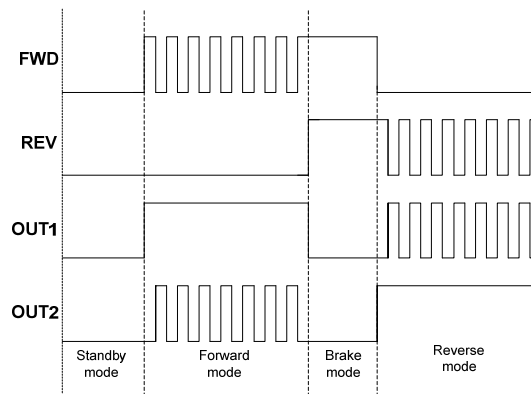 FWD
REV
OUT1
OUT2
Standby
mode
Forward
mode
Brake
mode
Reverse
mode